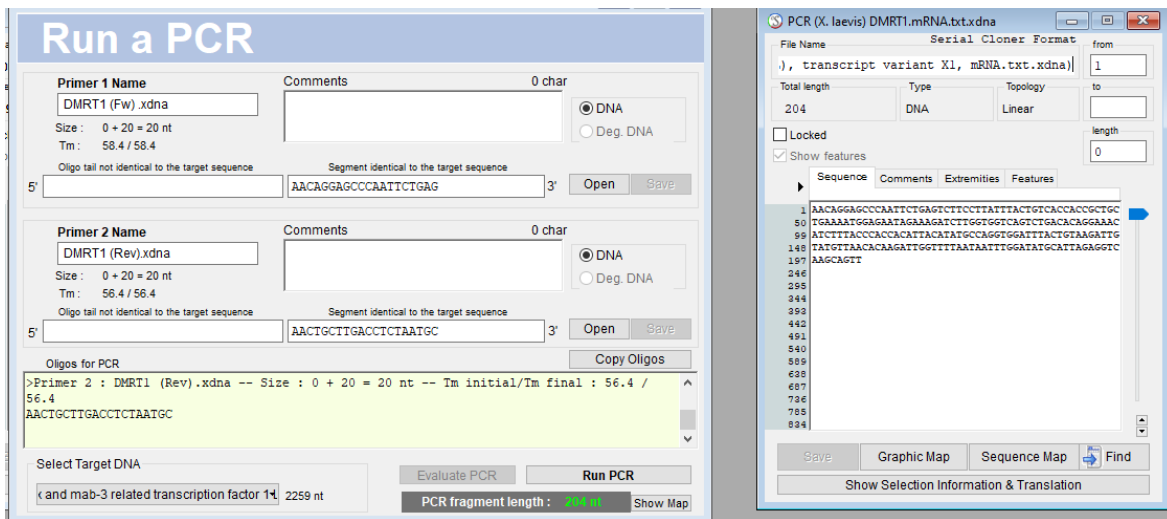 Run a PCR
Primer 1 Name
Comments
0 char
DMRT1 (Fw) .xdna
DNA
Size : 0 + 20 = 20 nt
Deg. DNA
Tm : 58.4 / 58.4
Oligo tail not identical to the target sequence
Segment identical to the target sequence
5'
AACAGGAGCCCAATTCTGAG
3'
Open
Save
Primer 2 Name
Comments
0 char
DMRT1 (Rev).xdna
DNA
Size : 0 + 20 = 20 nt
Deg. DNA
Tm : 56.4 / 56.4
Oligo tail not identical to the target sequence
Segment identical to the target sequence
5'
AACTGCTTGACCTCTAATGC
3'
Open
Save
Oligos for PCR
Copy Oligos
>Primer 2 : DMRT1 (Rev).xdna -- Size : 0 + 20 = 20 nt -- Tm initial/Tm final : 56.4 /
56.4
AACTGCTTGACCTCTAATGC
Select Target DNA
Evaluate PCR
Run PCR
and mab-3 related transcription factor 1
2259 nt
PCR fragment length : 204 nt
Show Map
PCR (X. laevis) DMRT1.mRNA.txt.xdna
File Name
Serial Cloner Format
from
), transcript variant X1, mRNA.txt.xdna)
1
Total length
Type
Topology
to
204
DNA
Linear
Locked
length
Show features
0
Sequence
Comments
Extremities
Features
1 AACAGGAGCCCAATTCTGAGTCTTCCTTATTTACTGTCACCACCGCTGC
50 TGAAAATGGAGAATAGAAAGATCTTGGTGGTCAGTCTGACACAGGAAAC
99 ATCTTTACCCACCACATTACATATGCCAGGTGGATTTACTGTAAGATTG
148 TATGTTAACACAAGATTGGTTTTAATAATTTGGATATGCATTAGAGGTC
197 AAGCAGTT
246
295
344
393
442
491
540
589
638
687
736
785
834
Save
Graphic Map
Sequence Map
Find
Show Selection Information & Translation